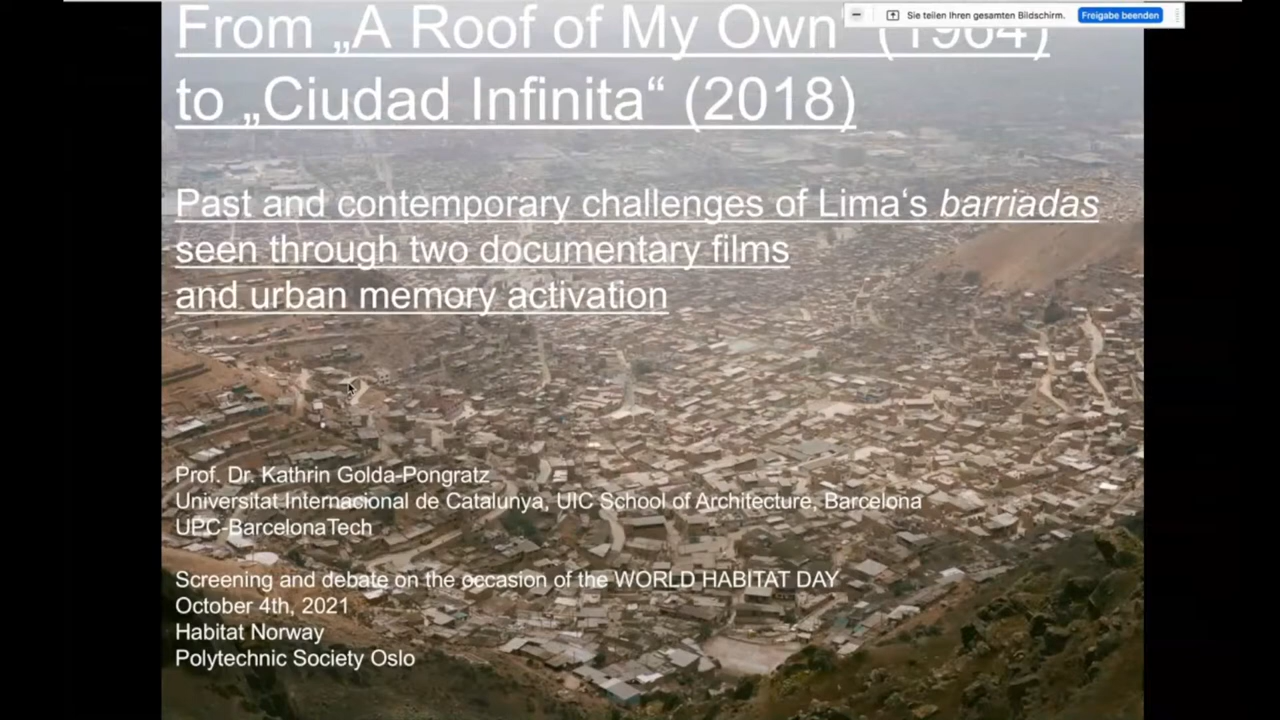 From „A Roof of My Own“ (1964)
to „Ciudad Infinita“ (2018)
Past and contemporary challenges of Lima‘s barriadas
seen through two documentary films
and urban memory activation
Prof. Dr. Kathrin Golda-Pongratz
Universitat Internacional de Catalunya, UIC School of Architecture, Barcelona
UPC-BarcelonaTech
Screening and debate on the occasion of the WORLD HABITAT DAY
October 4th, 2021
Habitat Norway
Polytechnic Society Oslo
Sie teilen Ihren gesamten Bildschirm.
Freigabe beenden